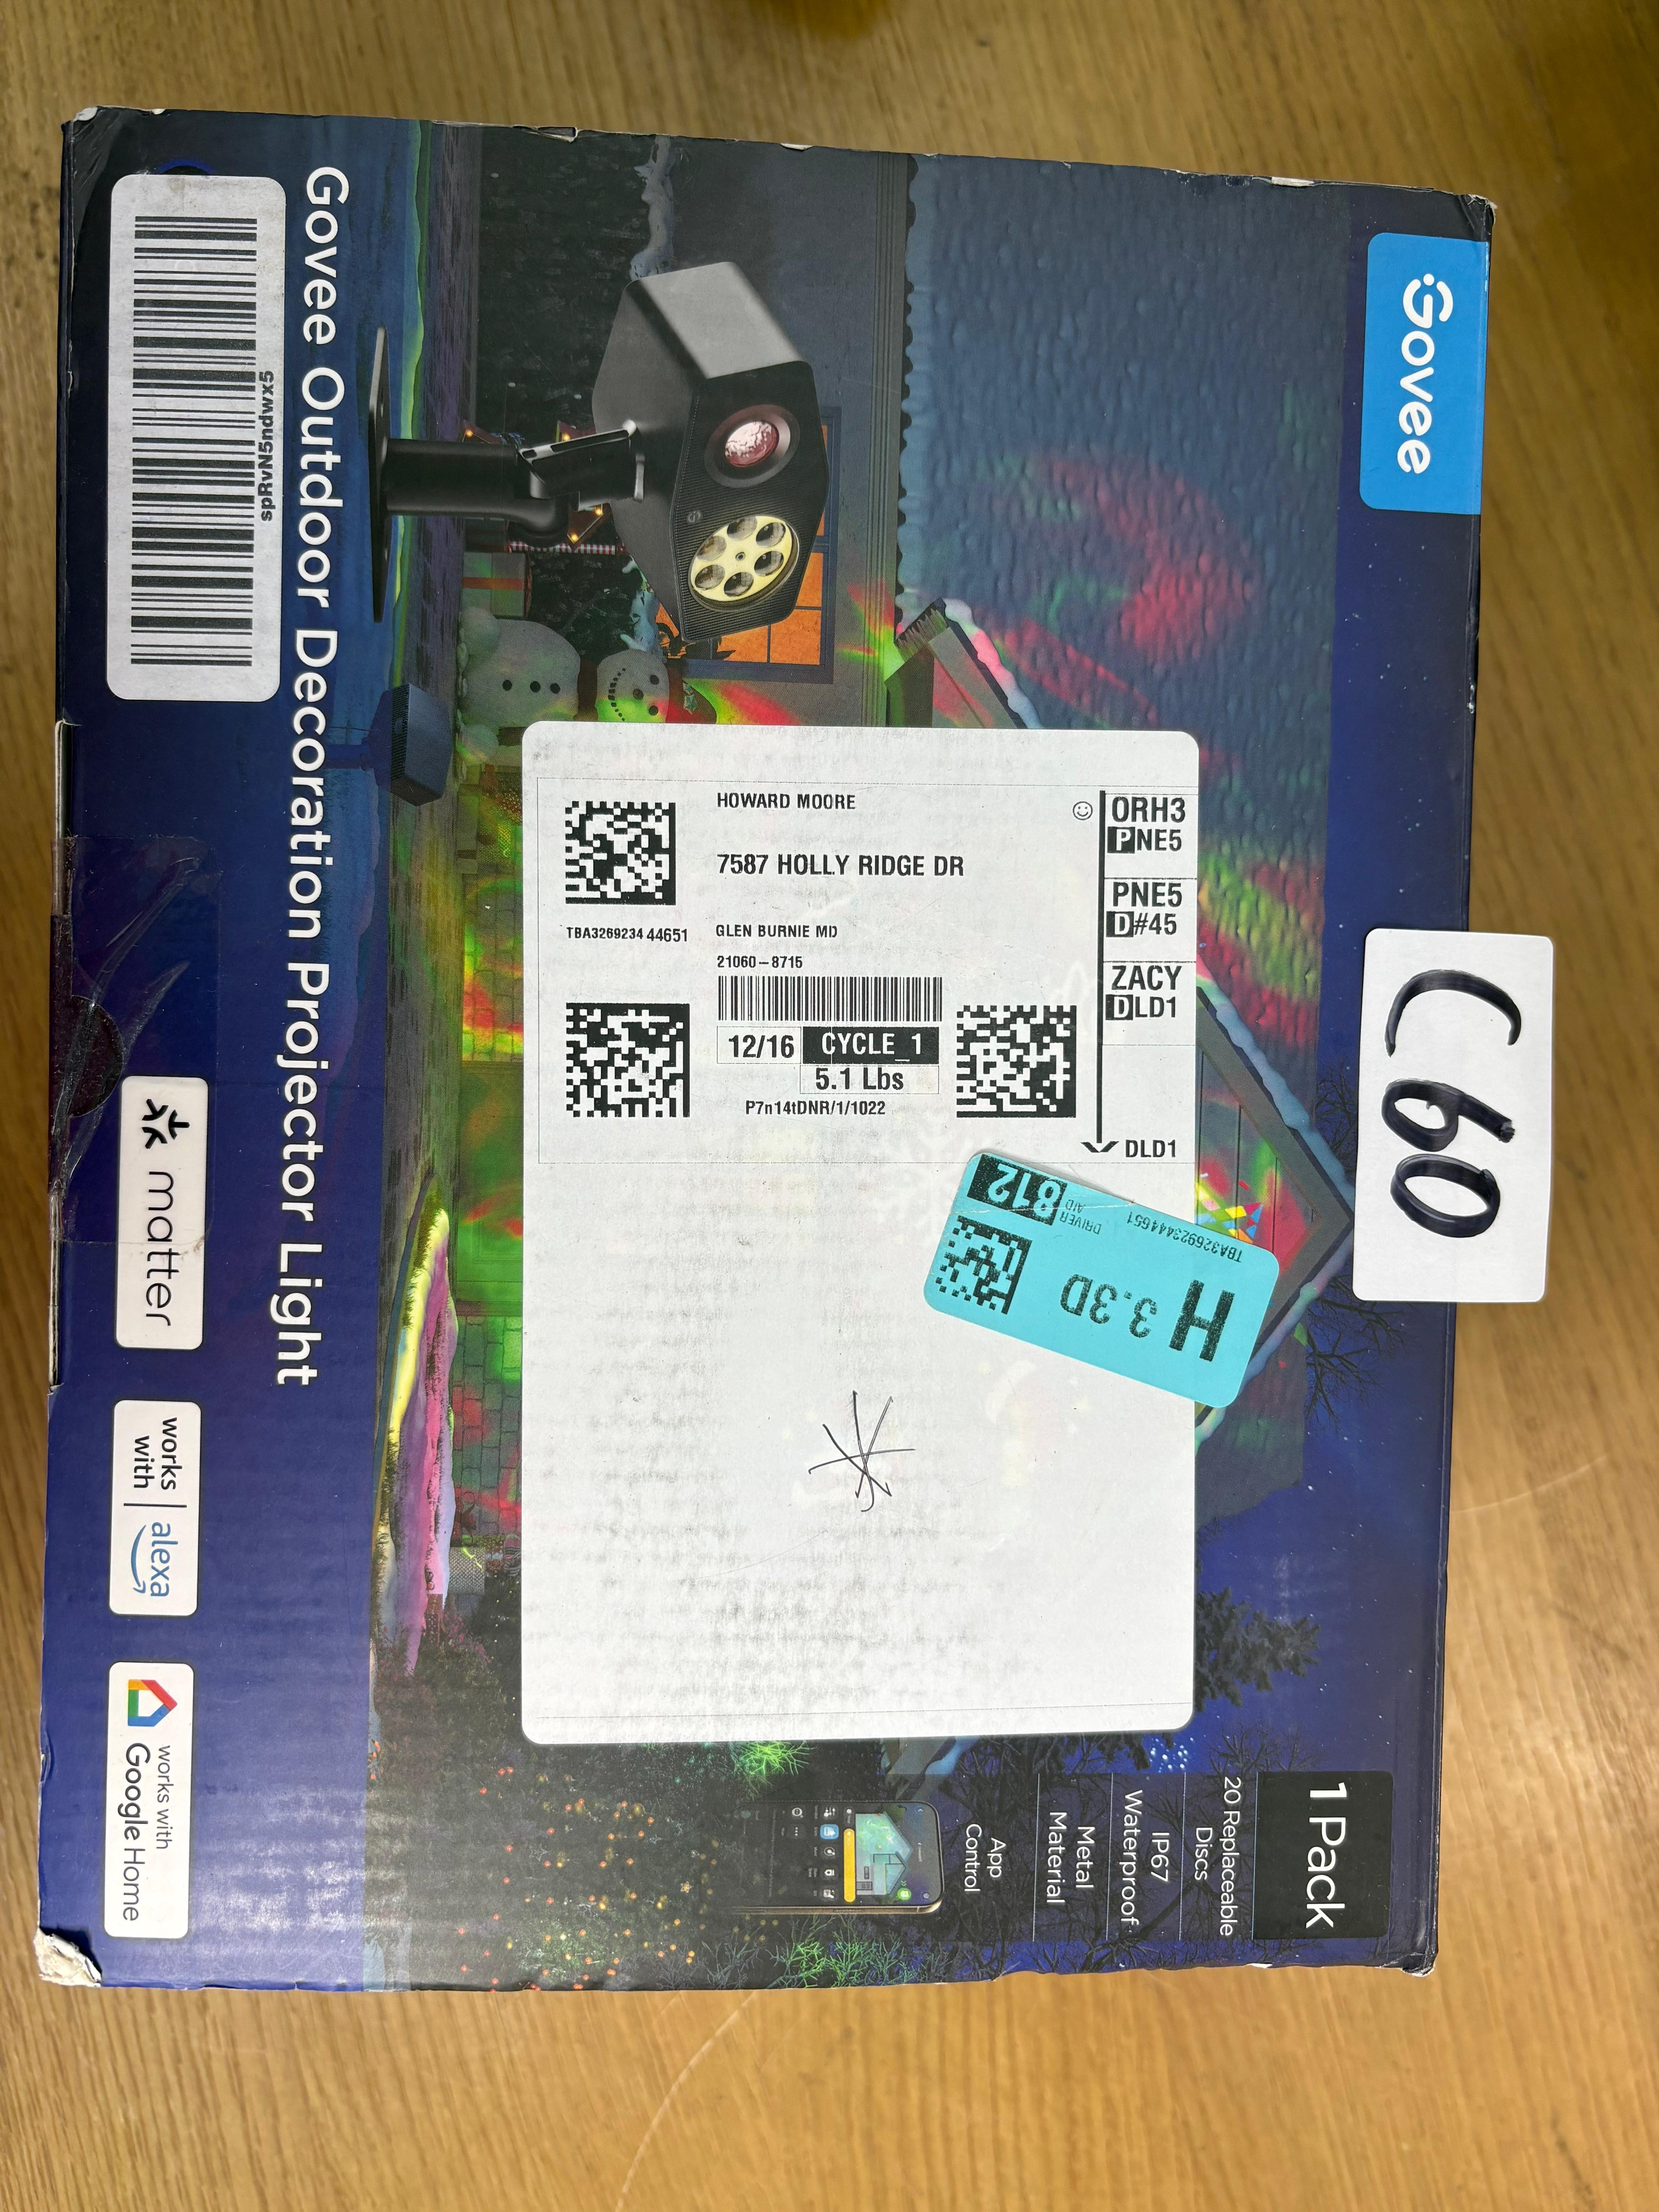 Govee
1 Pack
20 Replaceable
Discs
IP67
Waterproof
Metal
Material
App
Control
C60
HOWARD MOORE
7587 HOLLY RIDGE DR
GLEN BURNIE MD
21060-8715
TBA326923444651
12/16
CYCLE 1
5.1 Lbs
P7n14tDNR/1/1022
ORH3
PNE5
PNE5
D#45
ZACY
DLD1
DLD1
H 3.3D
812
DRIVER
AID
TBA326923444651
Govee Outdoor Decoration Projector Light
spRvN5ndwx5
matter
works
with
alexa
works with
Google Home